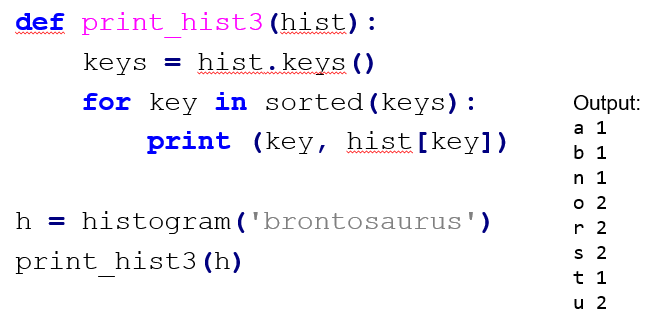 def print_hist3(hist):
    keys = hist.keys()
    for key in sorted(keys):
        print (key, hist[key])

h = histogram('brontosaurus')
print_hist3(h)
Output:
a 1
b 1
n 1
o 2
r 2
s 2
t 1
u 2